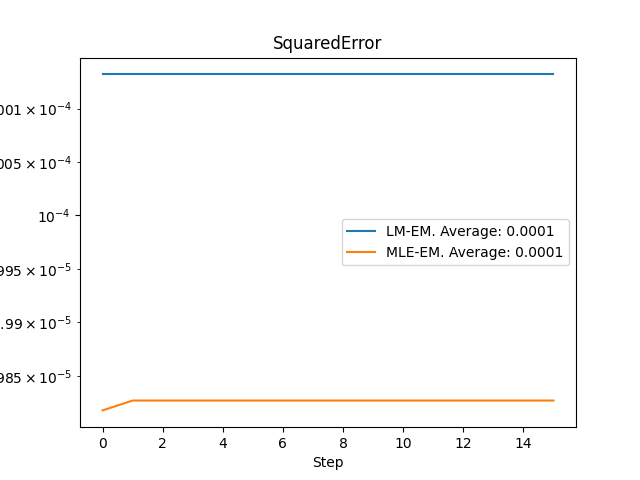 SquaredError
001 × 10⁻⁴
005 × 10⁻⁴
10⁻⁴
995 × 10⁻⁵
.99 × 10⁻⁵
985 × 10⁻⁵
LM-EM. Average: 0.0001
MLE-EM. Average: 0.0001
0 2 4 6 8 10 12 14
Step